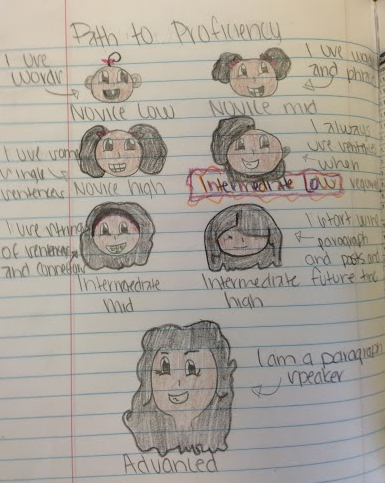 Path to Proficiency
I use
words
Novice Low
I use words
and phrases
Novice mid
I use some
single
sentences
Novice high
I always
use sentences
when
Intermediate Low
I use strings
of sentences
and connectors
Intermediate
mid
I start using
paragraph
and past and
future
Intermediate
high
I am a paragraph
speaker
Advanced